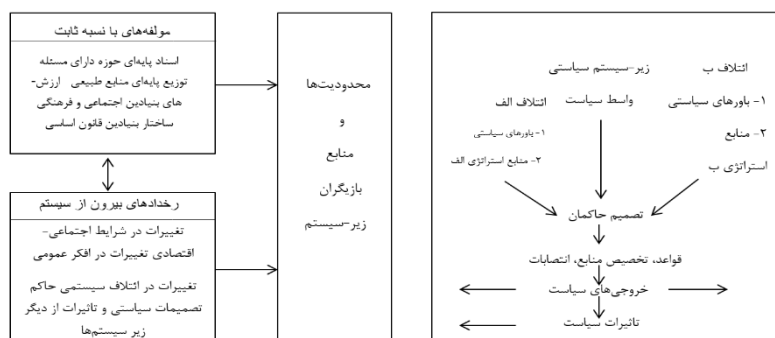 مولفه‌های با نسبه ثابت
اسناد پایه‌ای حوزه دارای مسئله
توزیع پایه‌ای منابع طبیعی ارزش-
های بنیادین اجتماعی و فرهنگی
ساختار بنیادین قانون اساسی
رخدادهای بیرون از سیستم
تغییرات در شرایط اجتماعی-
اقتصادی تغییرات در افکر عمومی
تغییرات در ائتلاف سیستمی حاکم
تصمیمات سیاستی و تاثیرات از دیگر
زیر سیستم‌ها
محدودیت‌ها
و
منابع
بازیگران
زیر-سیستم
زیر-سیستم سیاستی
واسط سیاست
ائتلاف ب
۱- باورهای سیاستی
۲- منابع
استراتژی ب
ائتلاف الف
۱- باورهای سیاستی
۲- منابع استراتژی الف
تصمیم حاکمان
قواعد، تخصیص منابع، انتصابات
خروجی‌های سیاست
تاثیرات سیاست